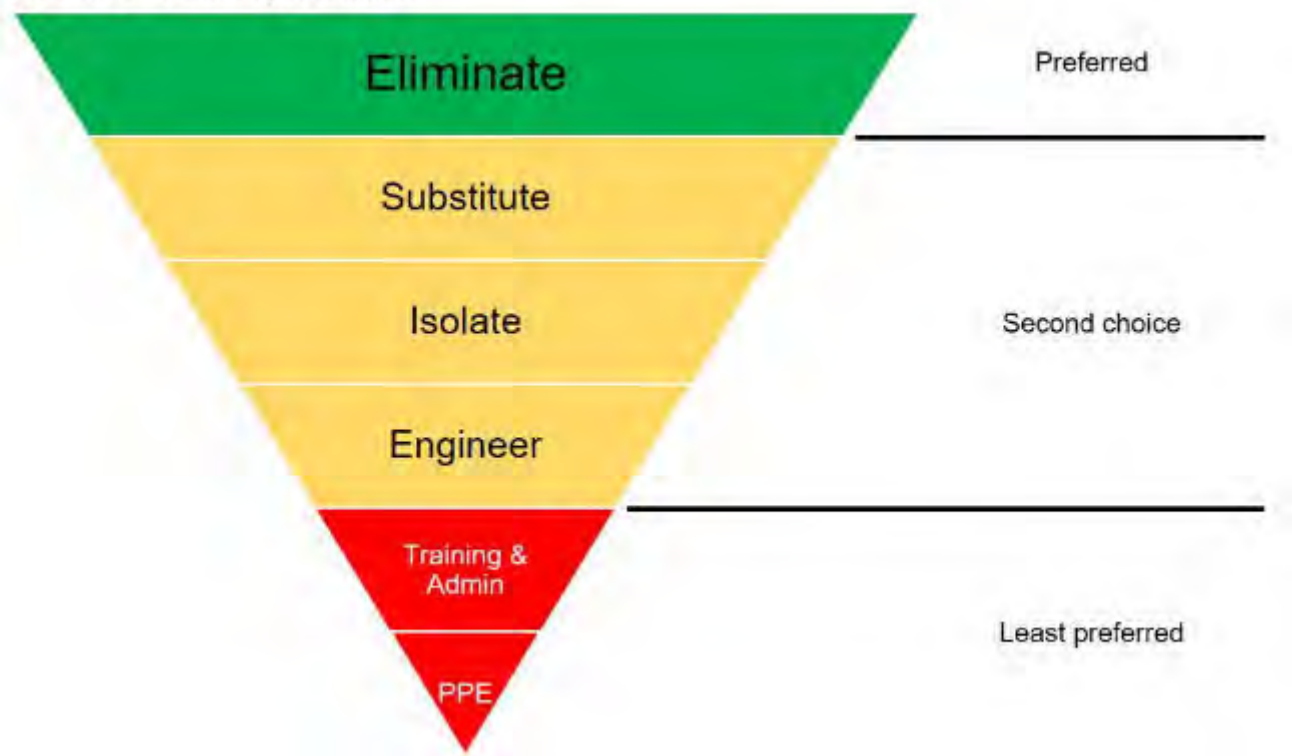 Eliminate
Preferred
Substitute
Isolate
Second choice
Engineer
Training &
Admin
Least preferred
PPE